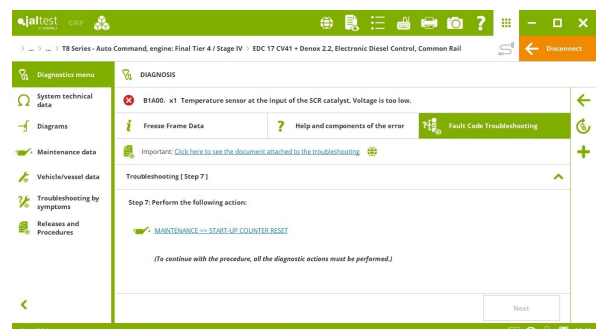 jaltest GRP
> ... > ... > T8 Series - Auto Command, engine: Final Tier 4 / Stage IV > EDC 17 CV41 + Denox 2.2, Electronic Diesel Control, Common Rail
Disconnect
Diagnostics menu
DIAGNOSIS
System technical
data
B1A00. x1 Temperature sensor at the input of the SCR catalyst. Voltage is too low.
Diagrams
Freeze Frame Data
Help and components of the error
Fault Code Troubleshooting
Maintenance data
Important: Click here to see the document attached to the troubleshooting
Vehicle/vessel data
Troubleshooting [ Step 7 ]
Troubleshooting by
symptoms
Step 7: Perform the following action:
Releases and
Procedures
MAINTENANCE >> START-UP COUNTER RESET
(To continue with the procedure, all the diagnostic actions must be performed.)
Next